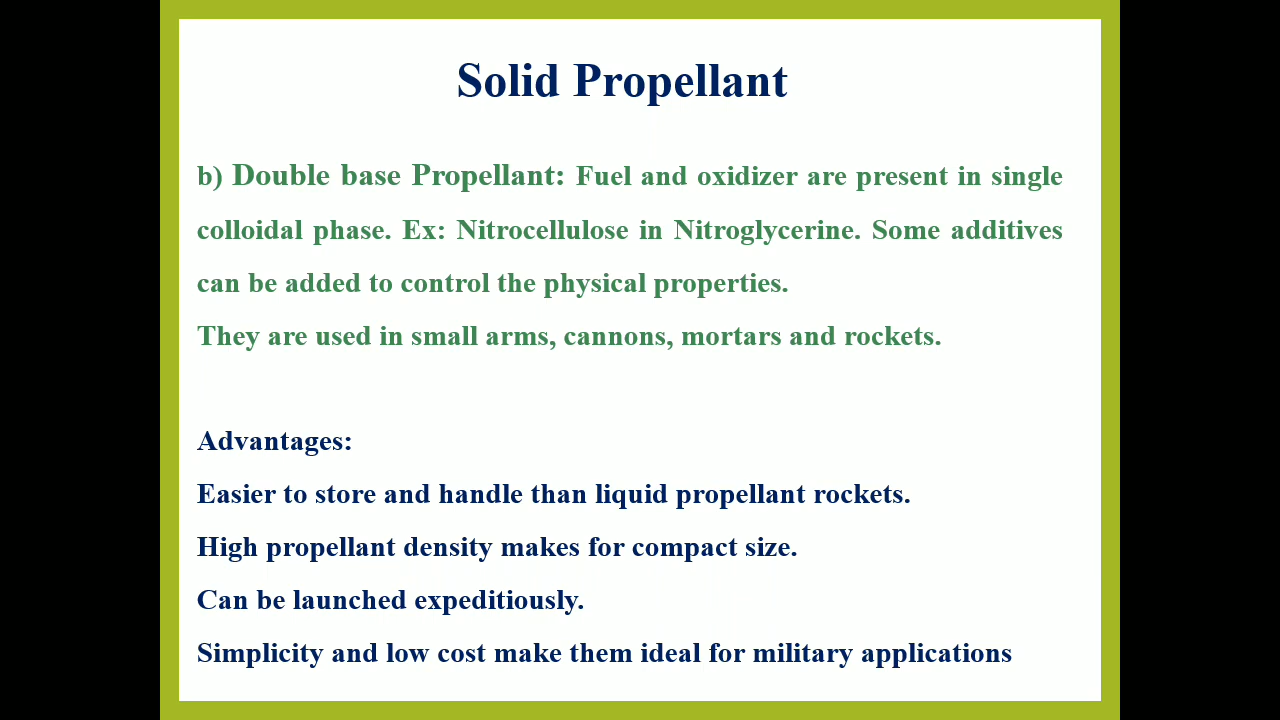 Solid Propellant
b) Double base Propellant: Fuel and oxidizer are present in single
colloidal phase. Ex: Nitrocellulose in Nitroglycerine. Some additives
can be added to control the physical properties.
They are used in small arms, cannons, mortars and rockets.
Advantages:
Easier to store and handle than liquid propellant rockets.
High propellant density makes for compact size.
Can be launched expeditiously.
Simplicity and low cost make them ideal for military applications